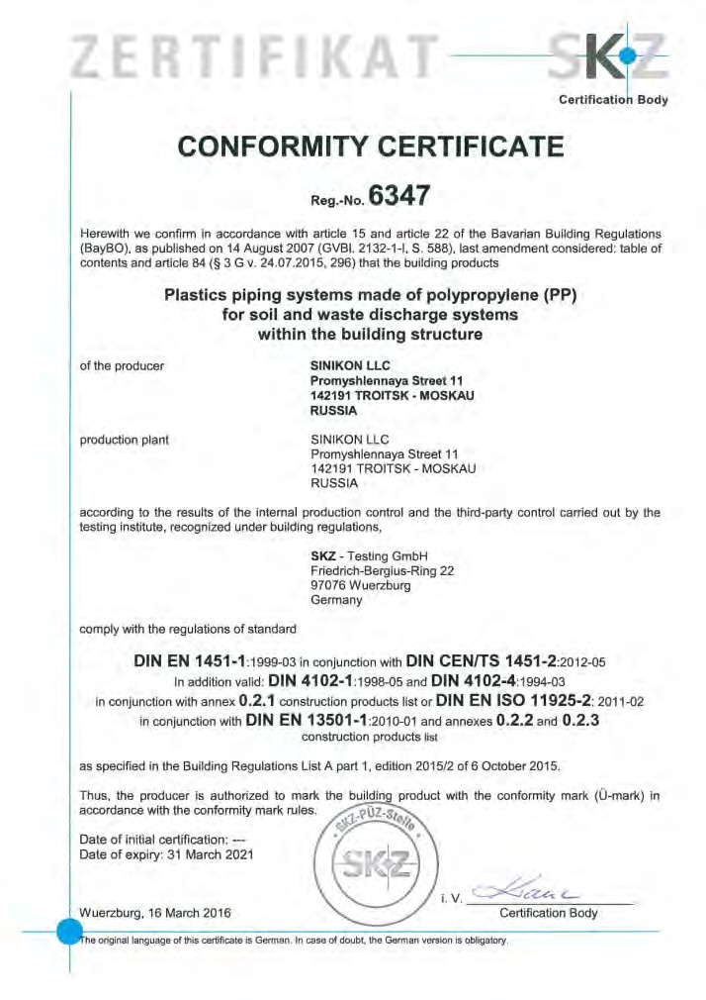 ZERTIFIKAT
SKZ
Certification Body
CONFORMITY CERTIFICATE
Reg.-No. 6347
Herewith we confirm in accordance with article 15 and article 22 of the Bavarian Building Regulations
(BayBO), as published on 14 August 2007 (GVBl. 2132-1-I, S. 588), last amendment considered: table of
contents and article 84 (§ 3 G v. 24.07.2015, 296) that the building products
Plastics piping systems made of polypropylene (PP)
for soil and waste discharge systems
within the building structure
of the producer
SINIKON LLC
Promyshlennaya Street 11
142191 TROITSK - MOSKAU
RUSSIA
production plant
SINIKON LLC
Promyshlennaya Street 11
142191 TROITSK - MOSKAU
RUSSIA
according to the results of the internal production control and the third-party control carried out by the
testing institute, recognized under building regulations,
SKZ - Testing GmbH
Friedrich-Bergius-Ring 22
97076 Wuerzburg
Germany
comply with the regulations of standard
DIN EN 1451-1:1999-03 in conjunction with DIN CEN/TS 1451-2:2012-05
In addition valid: DIN 4102-1:1998-05 and DIN 4102-4:1994-03
in conjunction with annex 0.2.1 construction products list or DIN EN ISO 11925-2: 2011-02
in conjunction with DIN EN 13501-1:2010-01 and annexes 0.2.2 and 0.2.3
construction products list
as specified in the Building Regulations List A part 1, edition 2015/2 of 6 October 2015.
Thus, the producer is authorized to mark the building product with the conformity mark (Ü-mark) in
accordance with the conformity mark rules.
SKZ-PÜZ-Stelle
SKZ
Date of initial certification: ---
Date of expiry: 31 March 2021
i. V.
Wuerzburg, 16 March 2016
Certification Body
The original language of this certificate is German. In case of doubt, the German version is obligatory.